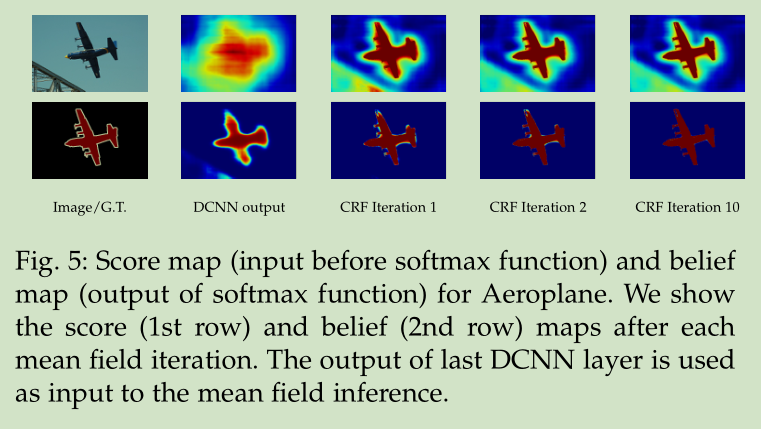 Image/G.T. DCNN output CRF Iteration 1 CRF Iteration 2 CRF Iteration 10
Fig. 5: Score map (input before softmax function) and belief
map (output of softmax function) for Aeroplane. We show
the score (1st row) and belief (2nd row) maps after each
mean field iteration. The output of last DCNN layer is used
as input to the mean field inference.